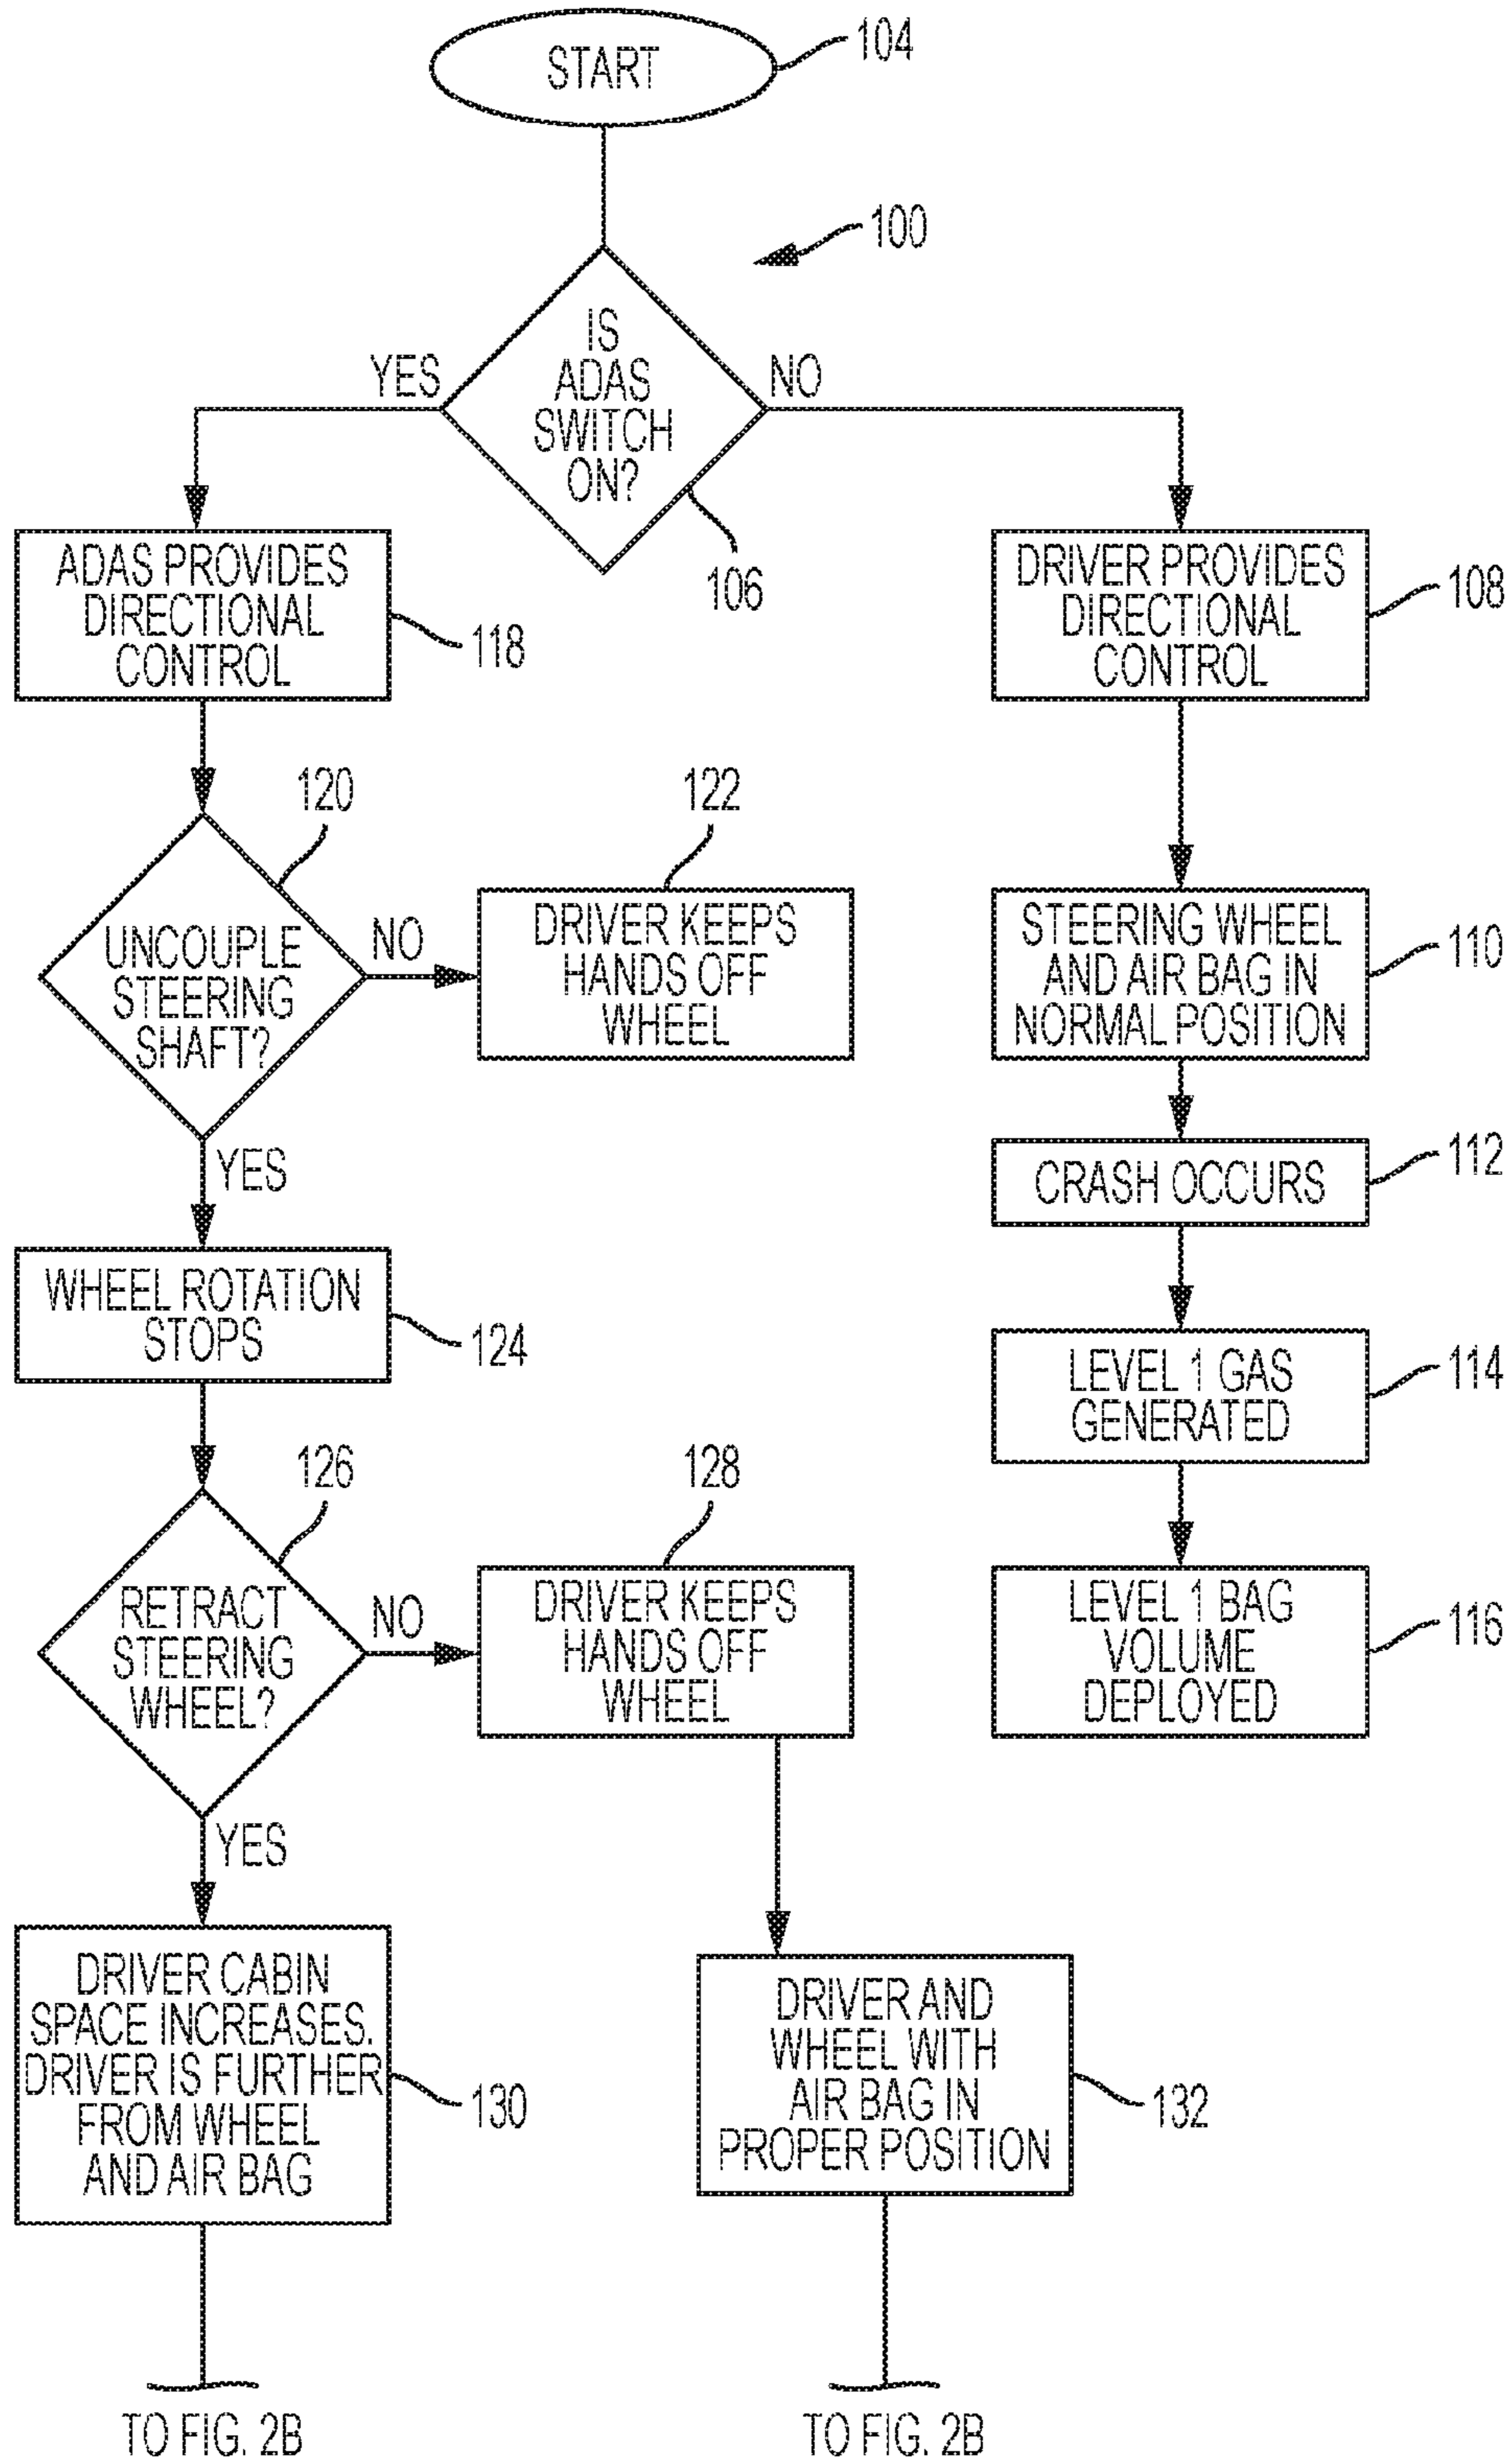 START
104
100
IS
ADAS
SWITCH
ON?
YES
NO
106
ADAS PROVIDES
DIRECTIONAL
CONTROL
118
DRIVER PROVIDES
DIRECTIONAL
CONTROL
108
120
UNCOUPLE
STEERING
SHAFT?
NO
YES
122
DRIVER KEEPS
HANDS OFF
WHEEL
STEERING WHEEL
AND AIR BAG IN
NORMAL POSITION
110
CRASH OCCURS
112
WHEEL ROTATION
STOPS
124
LEVEL 1 GAS
GENERATED
114
126
RETRACT
STEERING
WHEEL?
NO
YES
128
DRIVER KEEPS
HANDS OFF
WHEEL
LEVEL 1 BAG
VOLUME
DEPLOYED
116
DRIVER CABIN
SPACE INCREASES.
DRIVER IS FURTHER
FROM WHEEL
AND AIR BAG
130
DRIVER AND
WHEEL WITH
AIR BAG IN
PROPER POSITION
132
TO FIG. 2B
TO FIG. 2B